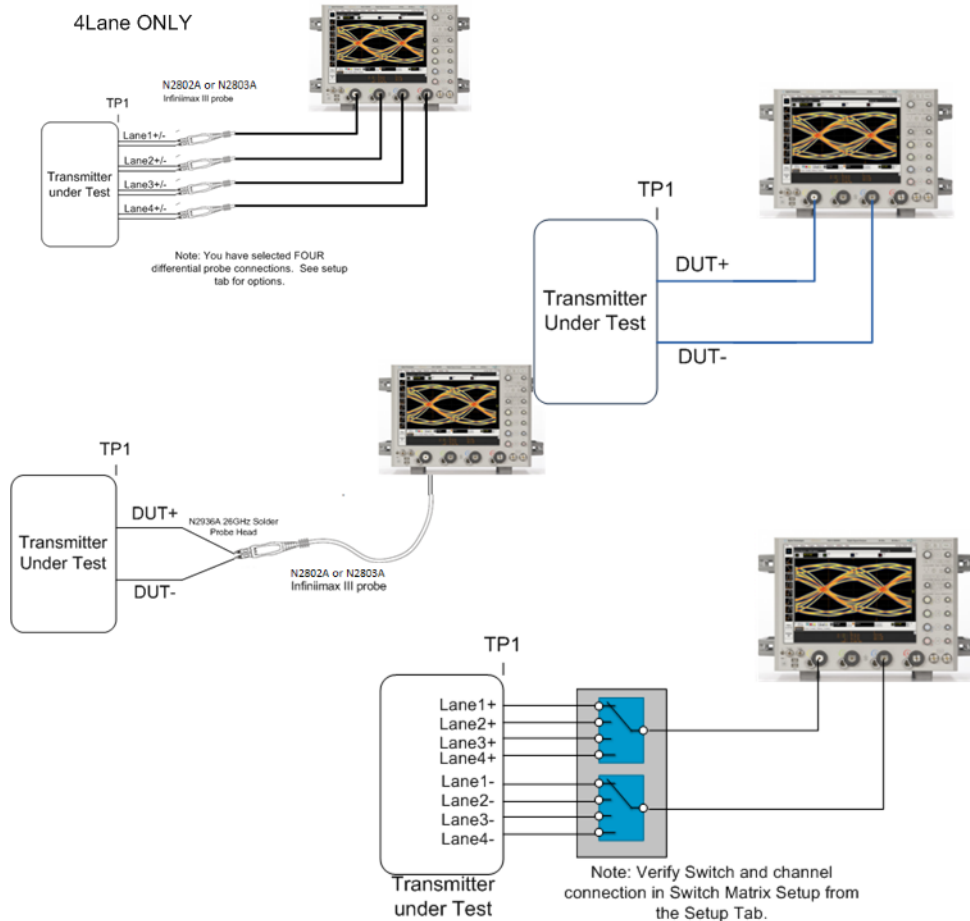 4Lane ONLY
N2802A or N2803A
Infiniimax III probe
TP1
Lane1+/-
Lane2+/-
Lane3+/-
Lane4+/-
Transmitter
under Test
Note: You have selected FOUR
differential probe connections. See setup
tab for options.
TP1
DUT+
Transmitter
Under Test
DUT-
TP1
DUT+
N2936A 26GHz Solder
Probe Head
Transmitter
Under Test
DUT-
N2802A or N2803A
Infiniimax III probe
TP1
Lane1+
Lane2+
Lane3+
Lane4+
Lane1-
Lane2-
Lane3-
Lane4-
Transmitter
under Test
Note: Verify Switch and channel
connection in Switch Matrix Setup from
the Setup Tab.